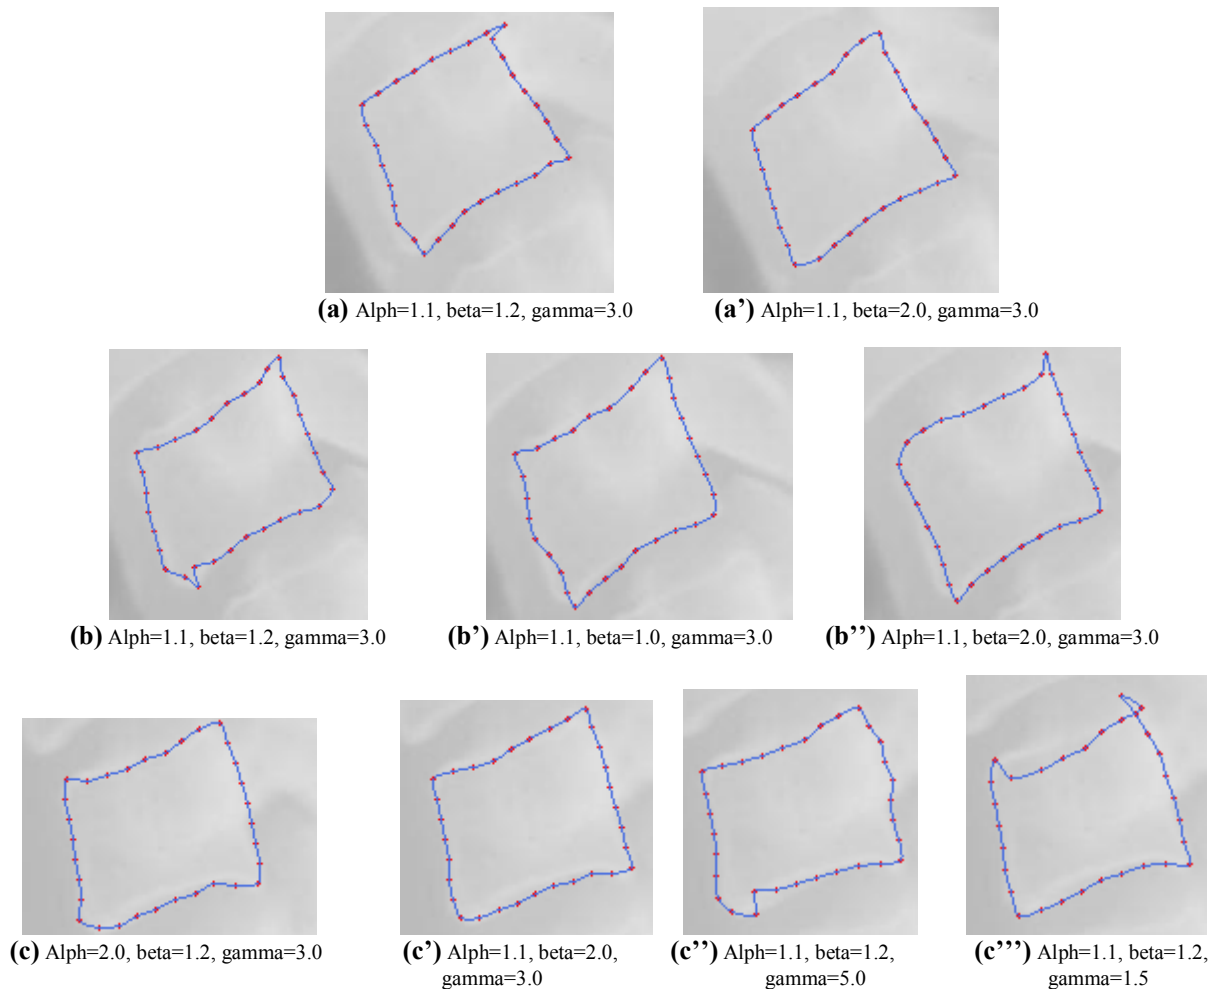 (a) Alph=1.1, beta=1.2, gamma=3.0
(a’) Alph=1.1, beta=2.0, gamma=3.0
(b) Alph=1.1, beta=1.2, gamma=3.0
(b’) Alph=1.1, beta=1.0, gamma=3.0
(b’’) Alph=1.1, beta=2.0, gamma=3.0
(c) Alph=2.0, beta=1.2, gamma=3.0
(c’) Alph=1.1, beta=2.0,
gamma=3.0
(c’’) Alph=1.1, beta=1.2,
gamma=5.0
(c’’’) Alph=1.1, beta=1.2,
gamma=1.5